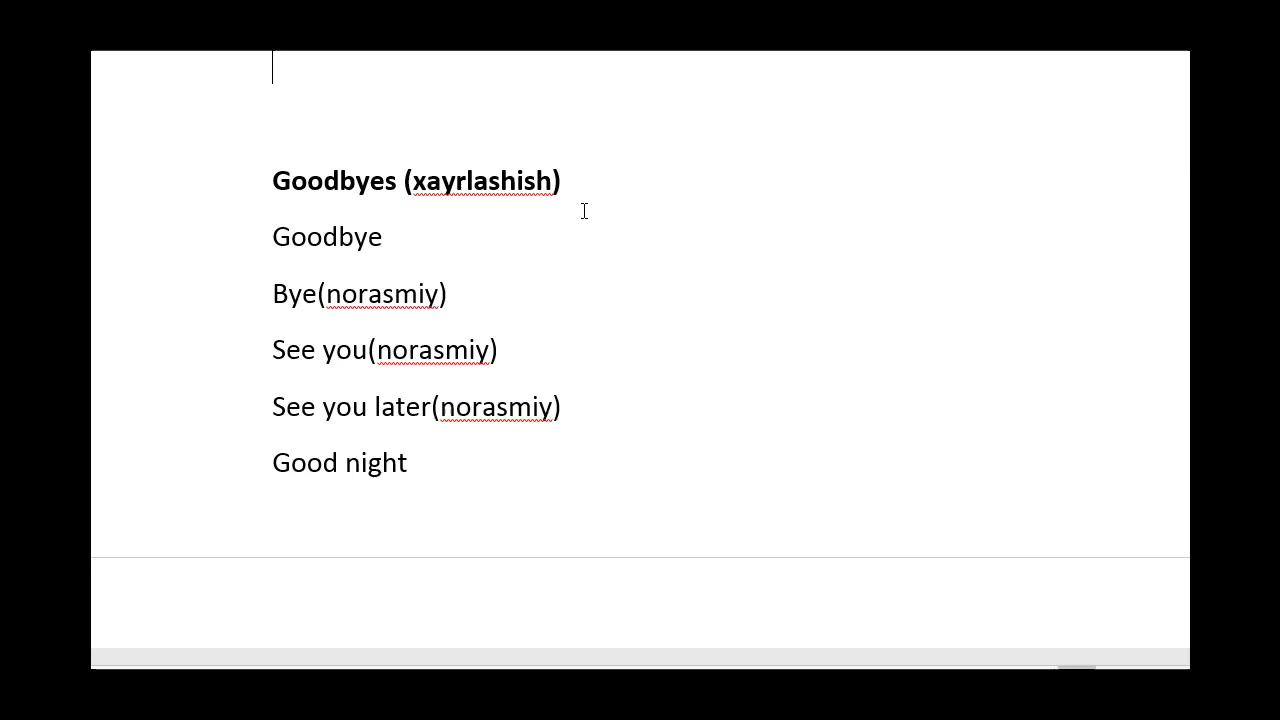 Goodbyes (xayrlashish)
Goodbye
Bye(norasmiy)
See you(norasmiy)
See you later(norasmiy)
Good night